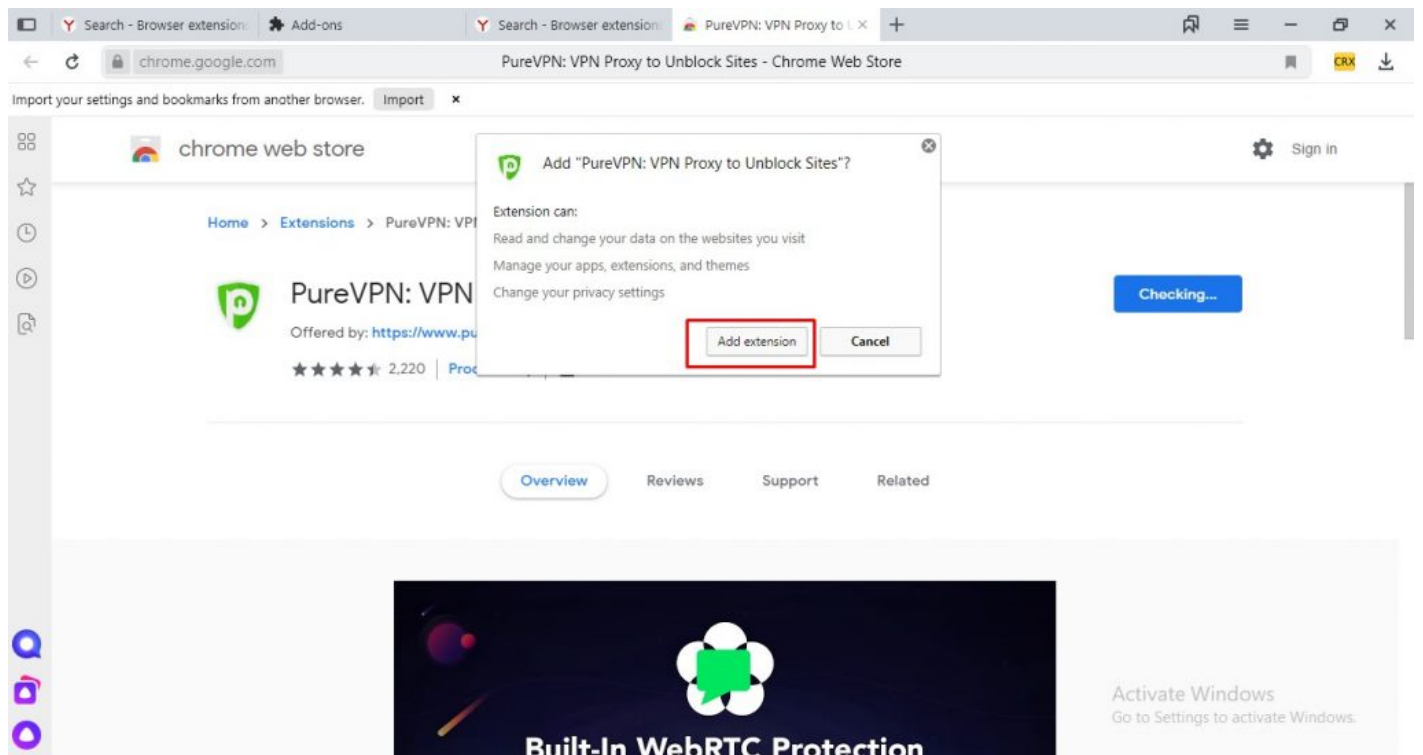 Search - Browser extension
Add-ons
Search - Browser extension
PureVPN: VPN Proxy to
chrome.google.com
PureVPN: VPN Proxy to Unblock Sites - Chrome Web Store
CRX
Import your settings and bookmarks from another browser. Import
chrome web store
Sign in
Add "PureVPN: VPN Proxy to Unblock Sites"?
Extension can:
Read and change your data on the websites you visit
Manage your apps, extensions, and themes
Change your privacy settings
Add extension Cancel
Home > Extensions > PureVPN: VP
PureVPN: VPN
Checking...
Offered by: https://www.pu
2,220
Overview Reviews Support Related
Built-In WebRTC Protection
Activate Windows
Go to Settings to activate Windows.